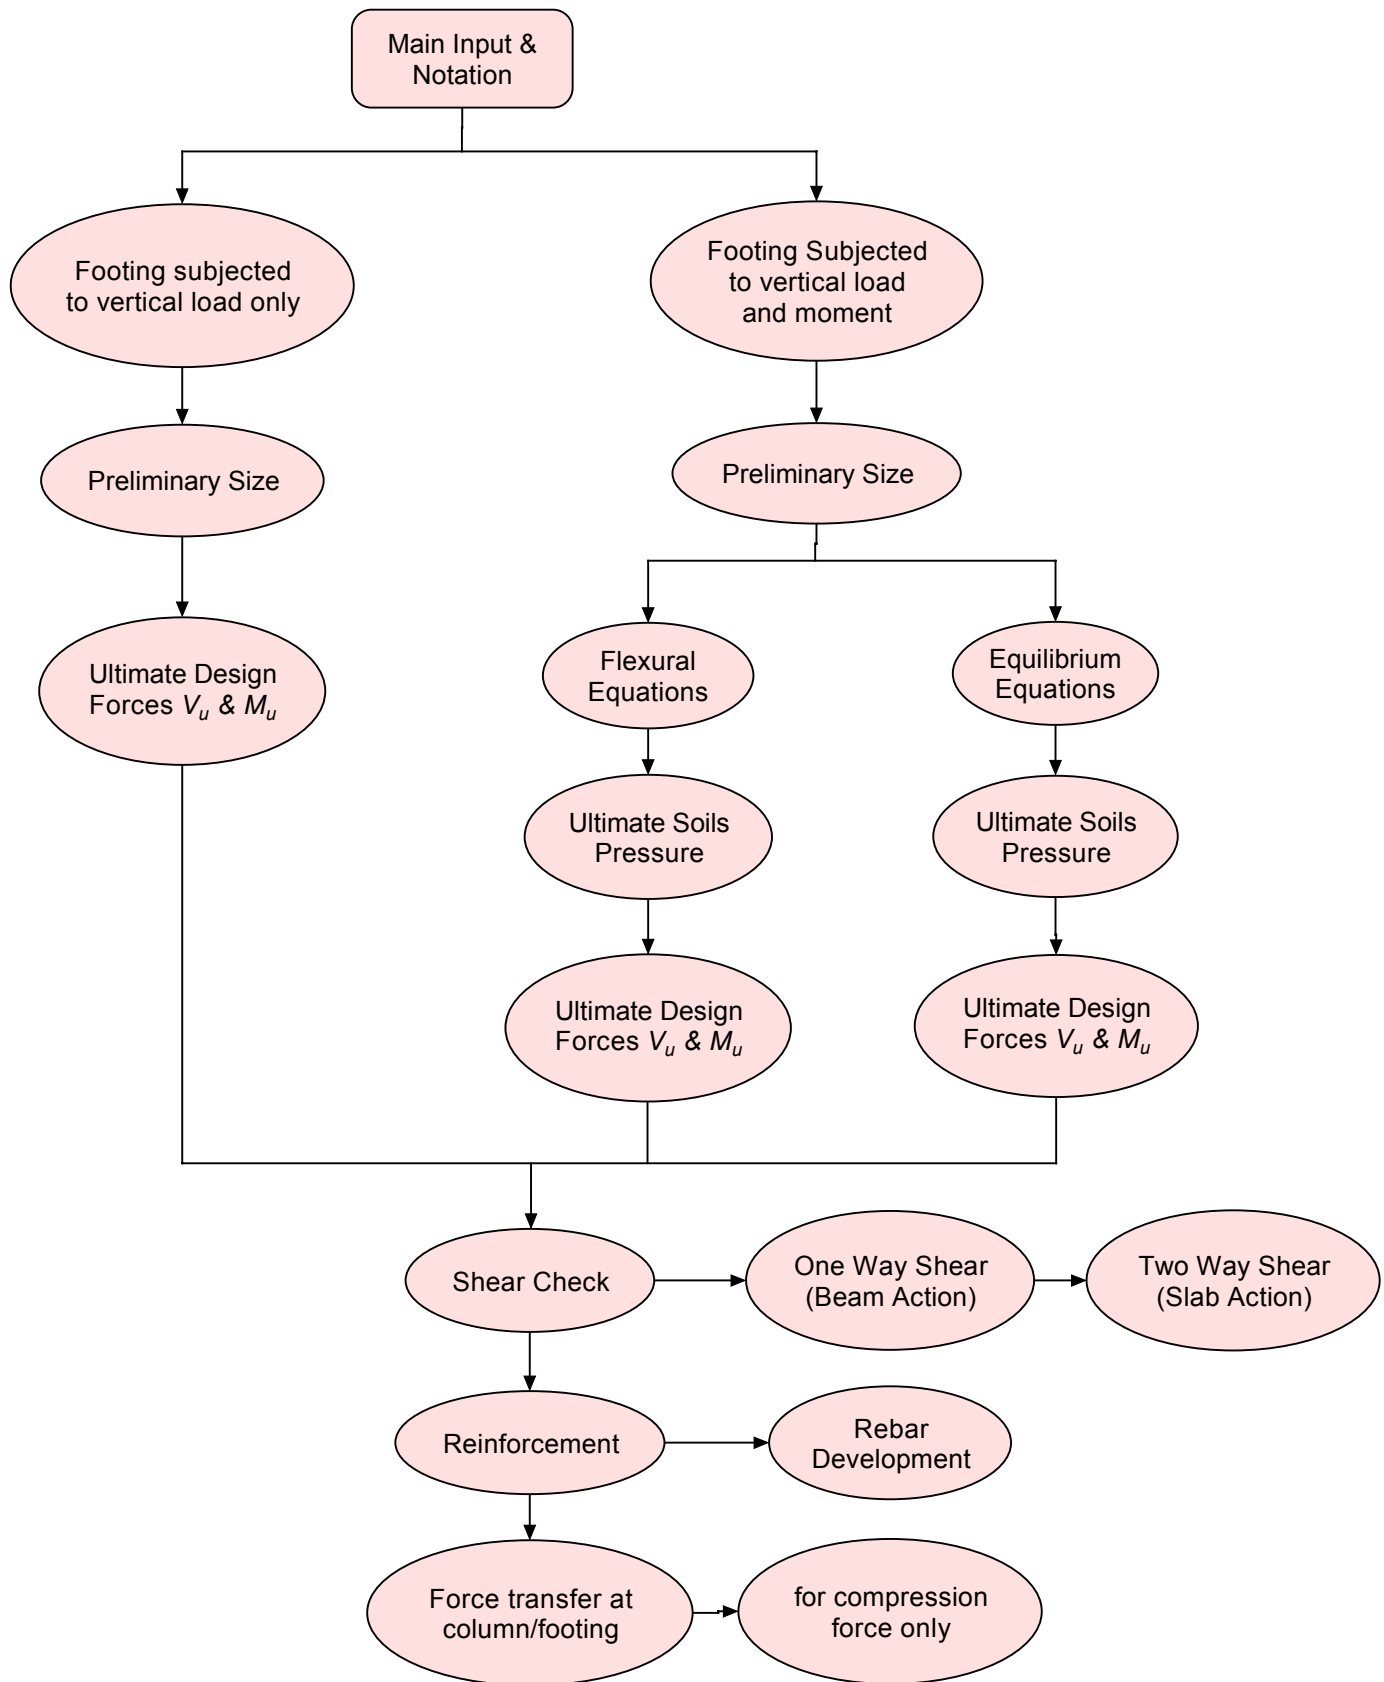 Main Input &
Notation
Footing subjected
to vertical load only
Footing Subjected
to vertical load
and moment
Preliminary Size
Preliminary Size
Ultimate Design
Forces Vu & Mu
Flexural
Equations
Equilibrium
Equations
Ultimate Soils
Pressure
Ultimate Soils
Pressure
Ultimate Design
Forces Vu & Mu
Ultimate Design
Forces Vu & Mu
Shear Check
One Way Shear
(Beam Action)
Two Way Shear
(Slab Action)
Reinforcement
Rebar
Development
Force transfer at
column/footing
for compression
force only